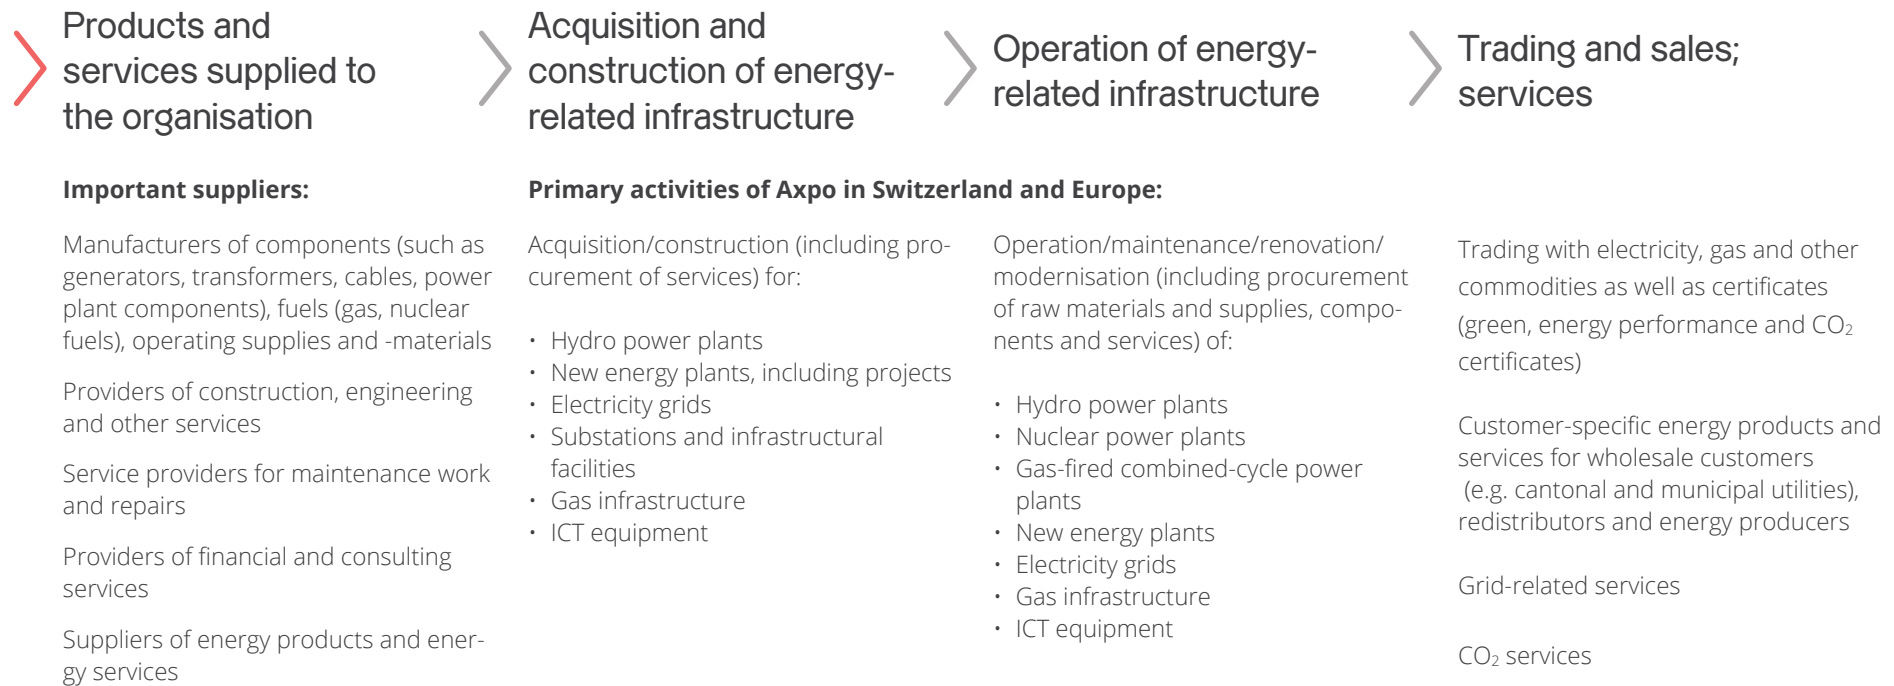 Products and
services supplied to
the organisation
Important suppliers:
Manufacturers of components (such as
generators, transformers, cables, power
plant components), fuels (gas, nuclear
fuels), operating supplies and -materials
Providers of construction, engineering
and other services
Service providers for maintenance work
and repairs
Providers of financial and consulting
services
Suppliers of energy products and ener-
gy services
Acquisition and
construction of energy-
related infrastructure
Primary activities of Axpo in Switzerland and Europe:
Acquisition/construction (including pro-
curement of services) for:
• Hydro power plants
• New energy plants, including projects
• Electricity grids
• Substations and infrastructural
facilities
• Gas infrastructure
• ICT equipment
Operation of energy-
related infrastructure
Operation/maintenance/renovation/
modernisation (including procurement
of raw materials and supplies, compo-
nents and services) of:
• Hydro power plants
• Nuclear power plants
• Gas-fired combined-cycle power
plants
• New energy plants
• Electricity grids
• Gas infrastructure
• ICT equipment
Trading and sales;
services
Trading with electricity, gas and other
commodities as well as certificates
(green, energy performance and CO₂
certificates)
Customer-specific energy products and
services for wholesale customers
(e.g. cantonal and municipal utilities),
redistributors and energy producers
Grid-related services
CO₂ services